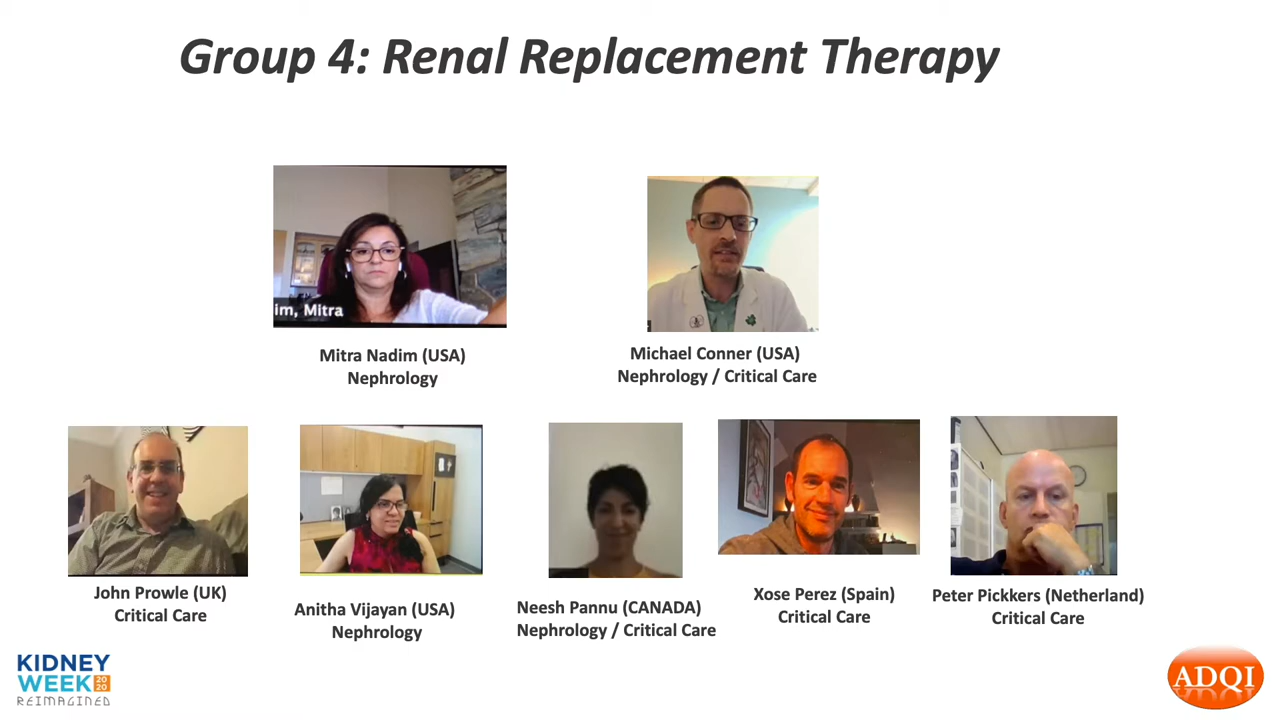 Group 4: Renal Replacement Therapy
im, Mitra
Mitra Nadim (USA)
Nephrology
Michael Conner (USA)
Nephrology / Critical Care
John Prowle (UK)
Critical Care
Anitha Vijayan (USA)
Nephrology
Neesh Pannu (CANADA)
Nephrology / Critical Care
Xose Perez (Spain)
Critical Care
Peter Pickkers (Netherland)
Critical Care
KIDNEY
WEEK 20 20
REIMAGINED
ADQI